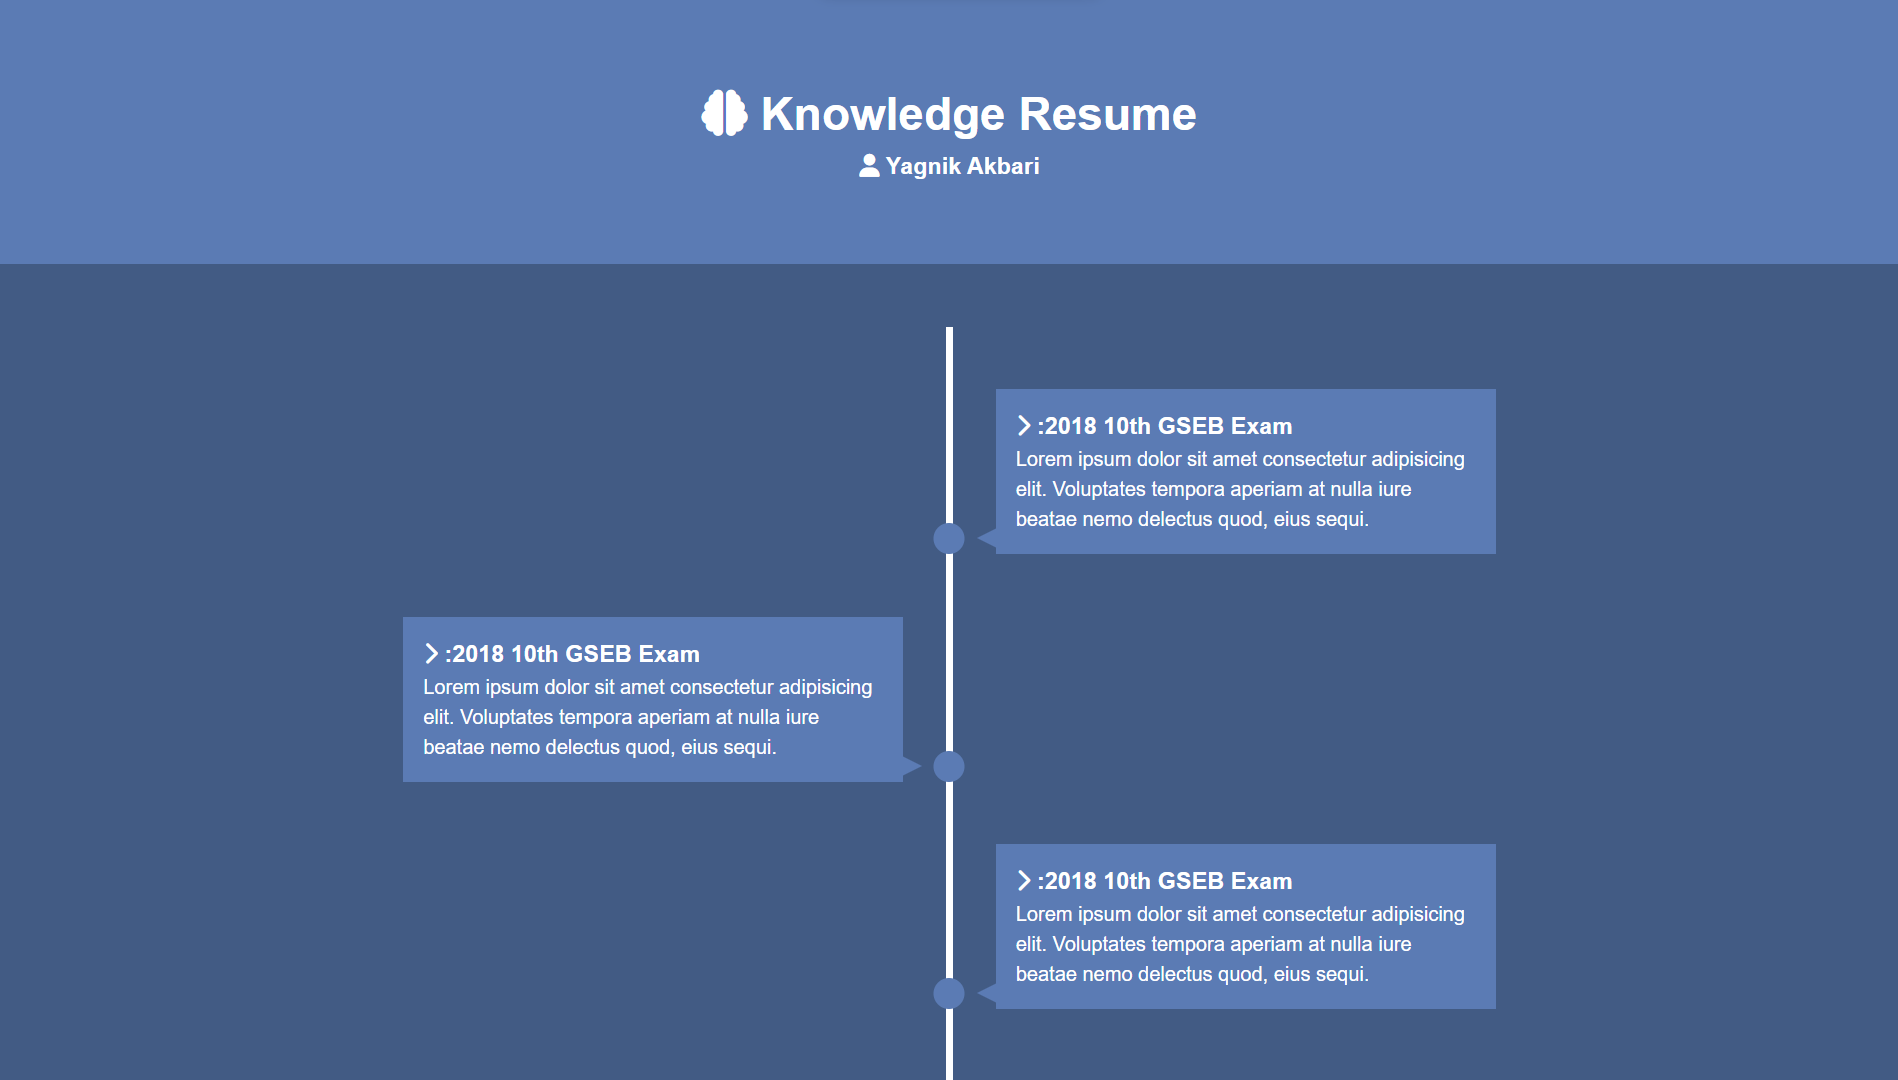 Knowledge Resume
Yagnik Akbari
:2018 10th GSEB Exam
Lorem ipsum dolor sit amet consectetur adipisicing
elit. Voluptates tempora aperiam at nulla iure
beatae nemo delectus quod, eius sequi.
:2018 10th GSEB Exam
Lorem ipsum dolor sit amet consectetur adipisicing
elit. Voluptates tempora aperiam at nulla iure
beatae nemo delectus quod, eius sequi.
:2018 10th GSEB Exam
Lorem ipsum dolor sit amet consectetur adipisicing
elit. Voluptates tempora aperiam at nulla iure
beatae nemo delectus quod, eius sequi.